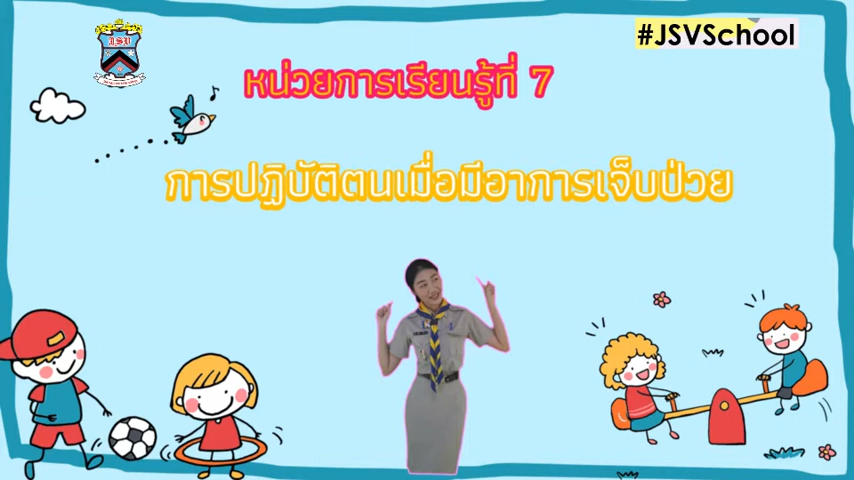 #JSVSchool
JSV
หน่วยการเรียนรู้ที่ 7
การปฏิบัติตนเมื่อมีอาการเจ็บป่วย